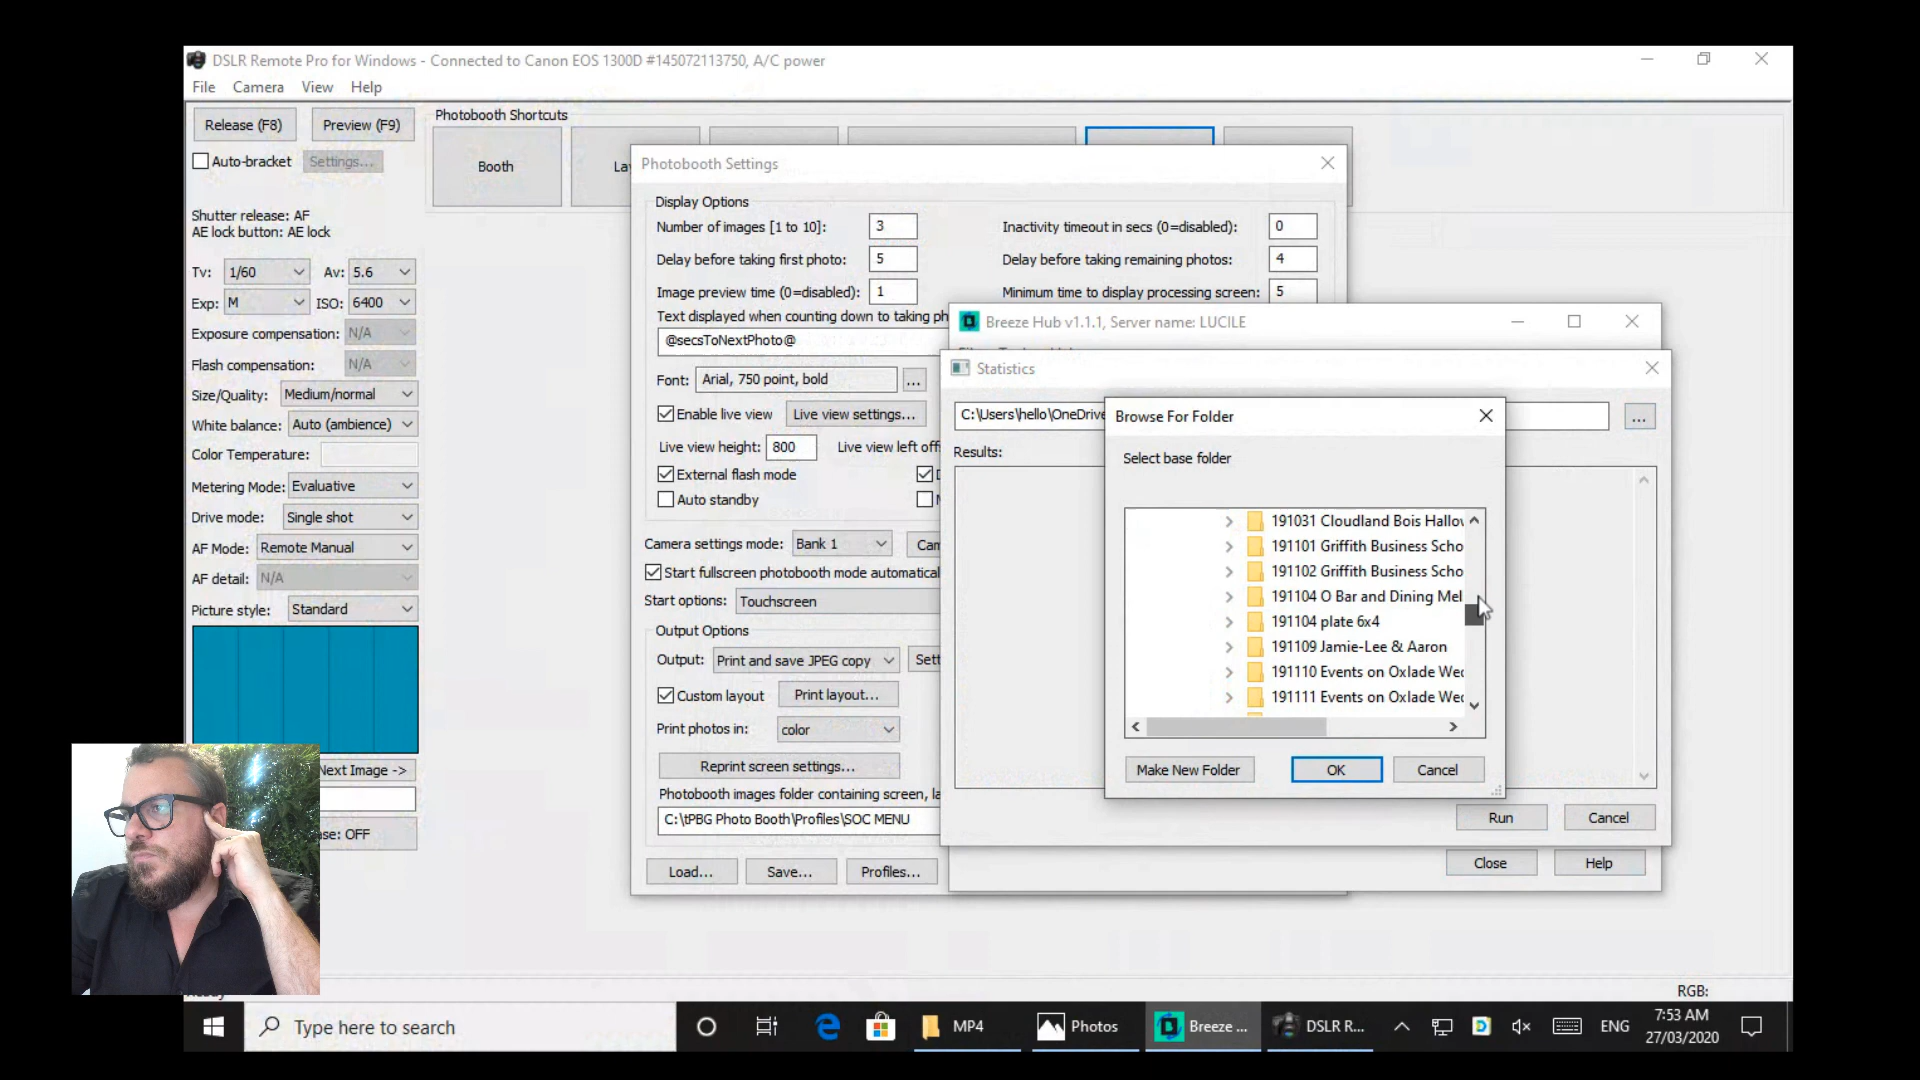 DSLR Remote Pro for Windows - Connected to Canon EOS 1300D #145072113750, A/C power
File Camera View Help
Release (F8) Preview (F9)
Photobooth Shortcuts
Auto-bracket Settings...
Booth
Shutter release: AF
AE lock button: AE lock
Tv: 1/60 Av: 5.6
Exp: M ISO: 6400
Exposure compensation: N/A
Flash compensation: N/A
Size/Quality: Medium/normal
White balance: Auto (ambience)
Color Temperature:
Metering Mode: Evaluative
Drive mode: Single shot
AF Mode: Remote Manual
AF detail: N/A
Picture style: Standard
Next Image ->
OFF
Photobooth Settings
Display Options
Number of images [1 to 10]: 3
Inactivity timeout in secs (0=disabled): 0
Delay before taking first photo: 5
Delay before taking remaining photos: 4
Image preview time (0=disabled): 1
Minimum time to display processing screen: 5
Text displayed when counting down to taking ph
@secsToNextPhoto@
Font: Arial, 750 point, bold ...
Enable live view Live view settings...
Live view height: 800 Live view left off
External flash mode
Auto standby
Camera settings mode: Bank 1 Cam
Start fullscreen photobooth mode automatical
Start options: Touchscreen
Output Options
Output: Print and save JPEG copy Sett
Custom layout Print layout...
Print photos in: color
Reprint screen settings...
Photobooth images folder containing screen, la
C:\tPBG Photo Booth\Profiles\SOC MENU
Load... Save... Profiles...
Breeze Hub v1.1.1, Server name: LUCILE
Statistics
C:\Users\hello\OneDrive ...
Results:
Run Cancel
Close Help
Browse For Folder
Select base folder
191031 Cloudland Bois Hallow
191101 Griffith Business Scho
191102 Griffith Business Scho
191104 O Bar and Dining Mel
191104 plate 6x4
191109 Jamie-Lee & Aaron
191110 Events on Oxlade Wed
191111 Events on Oxlade Wed
Make New Folder OK Cancel
RGB:
Type here to search
MP4 Photos Breeze ... DSLR R... ENG
7:53 AM
27/03/2020